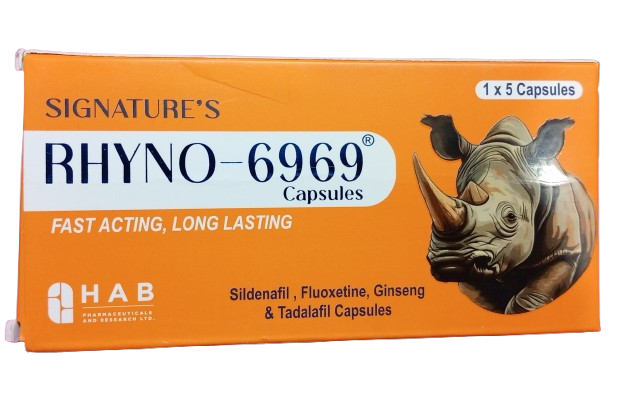 1 x 5 Capsules
SIGNATURE'S
RHYNO-6969®
Capsules
FAST ACTING, LONG LASTING
HAB
PHARMACEUTICALS
AND RESEARCH LTD.
Sildenafil , Fluoxetine, Ginseng
& Tadalafil Capsules